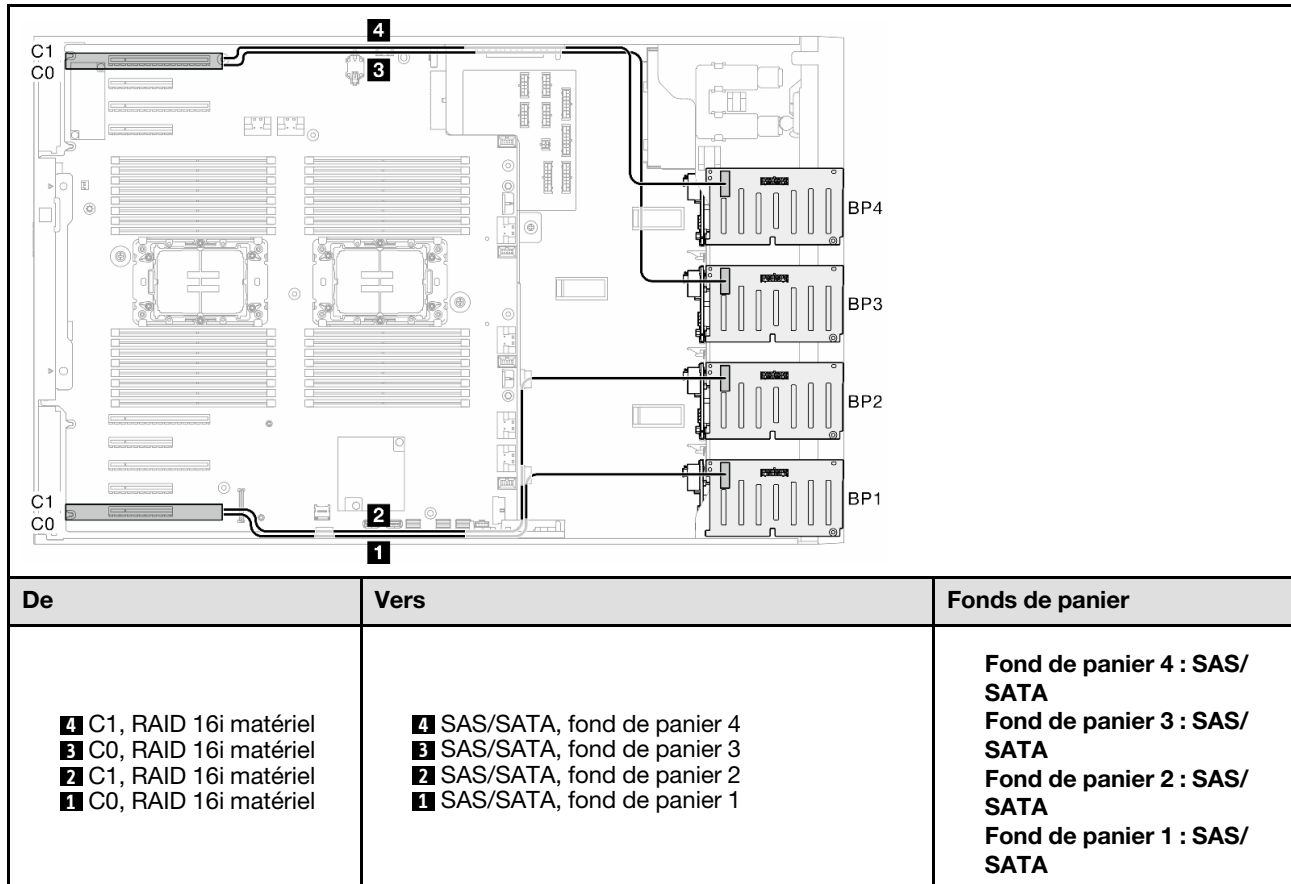 4
C1
C0
3
BP4
BP3
BP2
BP1
C1
C0
2
1
De
Vers
Fonds de panier
4 C1, RAID 16i matériel
3 C0, RAID 16i matériel
2 C1, RAID 16i matériel
1 C0, RAID 16i matériel
4 SAS/SATA, fond de panier 4
3 SAS/SATA, fond de panier 3
2 SAS/SATA, fond de panier 2
1 SAS/SATA, fond de panier 1
Fond de panier 4 : SAS/
SATA
Fond de panier 3 : SAS/
SATA
Fond de panier 2 : SAS/
SATA
Fond de panier 1 : SAS/
SATA